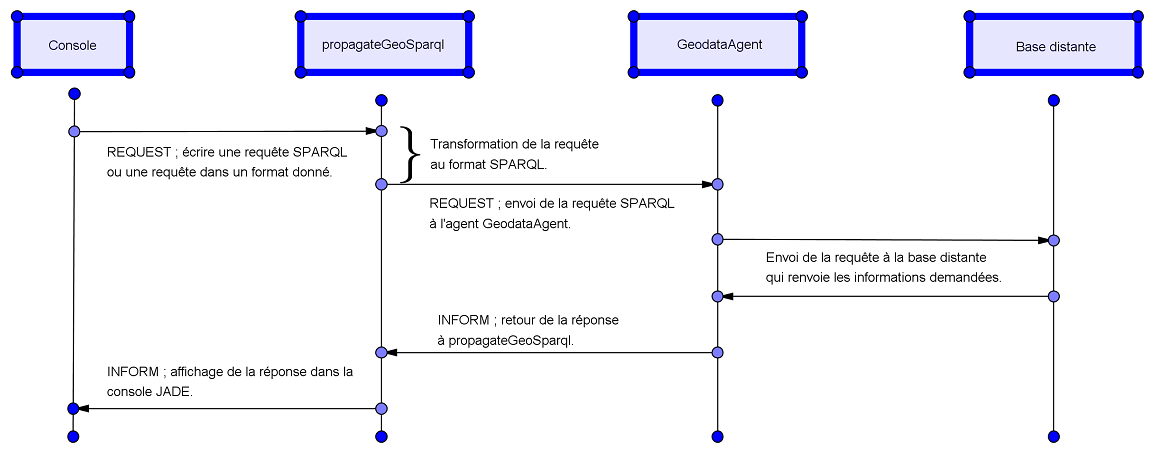 Console
propagateGeoSparql
GeodataAgent
Base distante
REQUEST ; écrire une requête SPARQL
ou une requête dans un format donné.
Transformation de la requête
au format SPARQL.
REQUEST ; envoi de la requête SPARQL
à l'agent GeodataAgent.
Envoi de la requête à la base distante
qui renvoie les informations demandées.
INFORM ; retour de la réponse
à propagateGeoSparql.
INFORM ; affichage de la réponse dans la
console JADE.